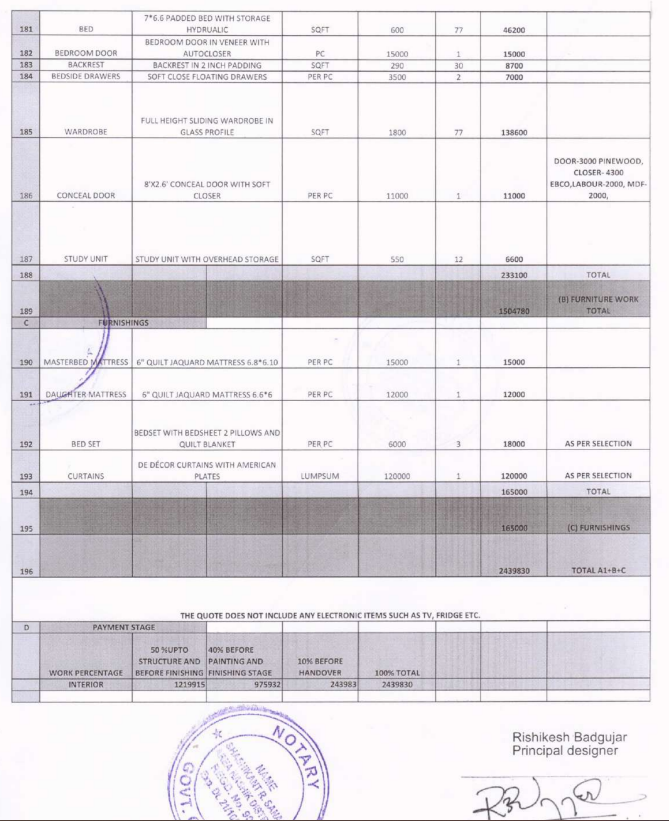 181 BED 7*6.6 PADDED BED WITH STORAGE HYDRUALIC SQFT 600 77 46200
182 BEDROOM DOOR BEDROOM DOOR IN VENEER WITH AUTOCLOSER PC 15000 1 15000
183 BACKREST BACKREST IN 2 INCH PADDING SQFT 290 30 8700
184 BEDSIDE DRAWERS SOFT CLOSE FLOATING DRAWERS PER PC 3500 2 7000
185 WARDROBE FULL HEIGHT SLIDING WARDROBE IN GLASS PROFILE SQFT 1800 77 138600
186 CONCEAL DOOR 8'X2.6' CONCEAL DOOR WITH SOFT CLOSER PER PC 11000 1 11000 DOOR-3000 PINEWOOD, CLOSER- 4300 EBCO,LABOUR-2000, MDF-2000,
187 STUDY UNIT STUDY UNIT WITH OVERHEAD STORAGE SQFT 550 12 6600
188 233100 TOTAL
189 1504780 (B) FURNITURE WORK TOTAL
C FURNISHINGS
190 MASTERBED MATTRESS 6" QUILT JAQUARD MATTRESS 6.8*6.10 PER PC 15000 1 15000
191 DAUGHTER MATTRESS 6" QUILT JAQUARD MATTRESS 6.6*6 PER PC 12000 1 12000
192 BED SET BEDSET WITH BEDSHEET 2 PILLOWS AND QUILT BLANKET PER PC 6000 3 18000 AS PER SELECTION
193 CURTAINS DE DÉCOR CURTAINS WITH AMERICAN PLATES LUMPSUM 120000 1 120000 AS PER SELECTION
194 165000 TOTAL
195 165000 (C) FURNISHINGS
196 2439830 TOTAL A1+B+C
THE QUOTE DOES NOT INCLUDE ANY ELECTRONIC ITEMS SUCH AS TV, FRIDGE ETC.
D PAYMENT STAGE
WORK PERCENTAGE 50 %UPTO STRUCTURE AND BEFORE FINISHING 40% BEFORE PAINTING AND FINISHING STAGE 10% BEFORE HANDOVER 100% TOTAL
INTERIOR 1219915 975932 243983 2439830
Rishikesh Badgujar
Principal designer
NOTARY
GOVT.
NAME
SHASHIKANT R.